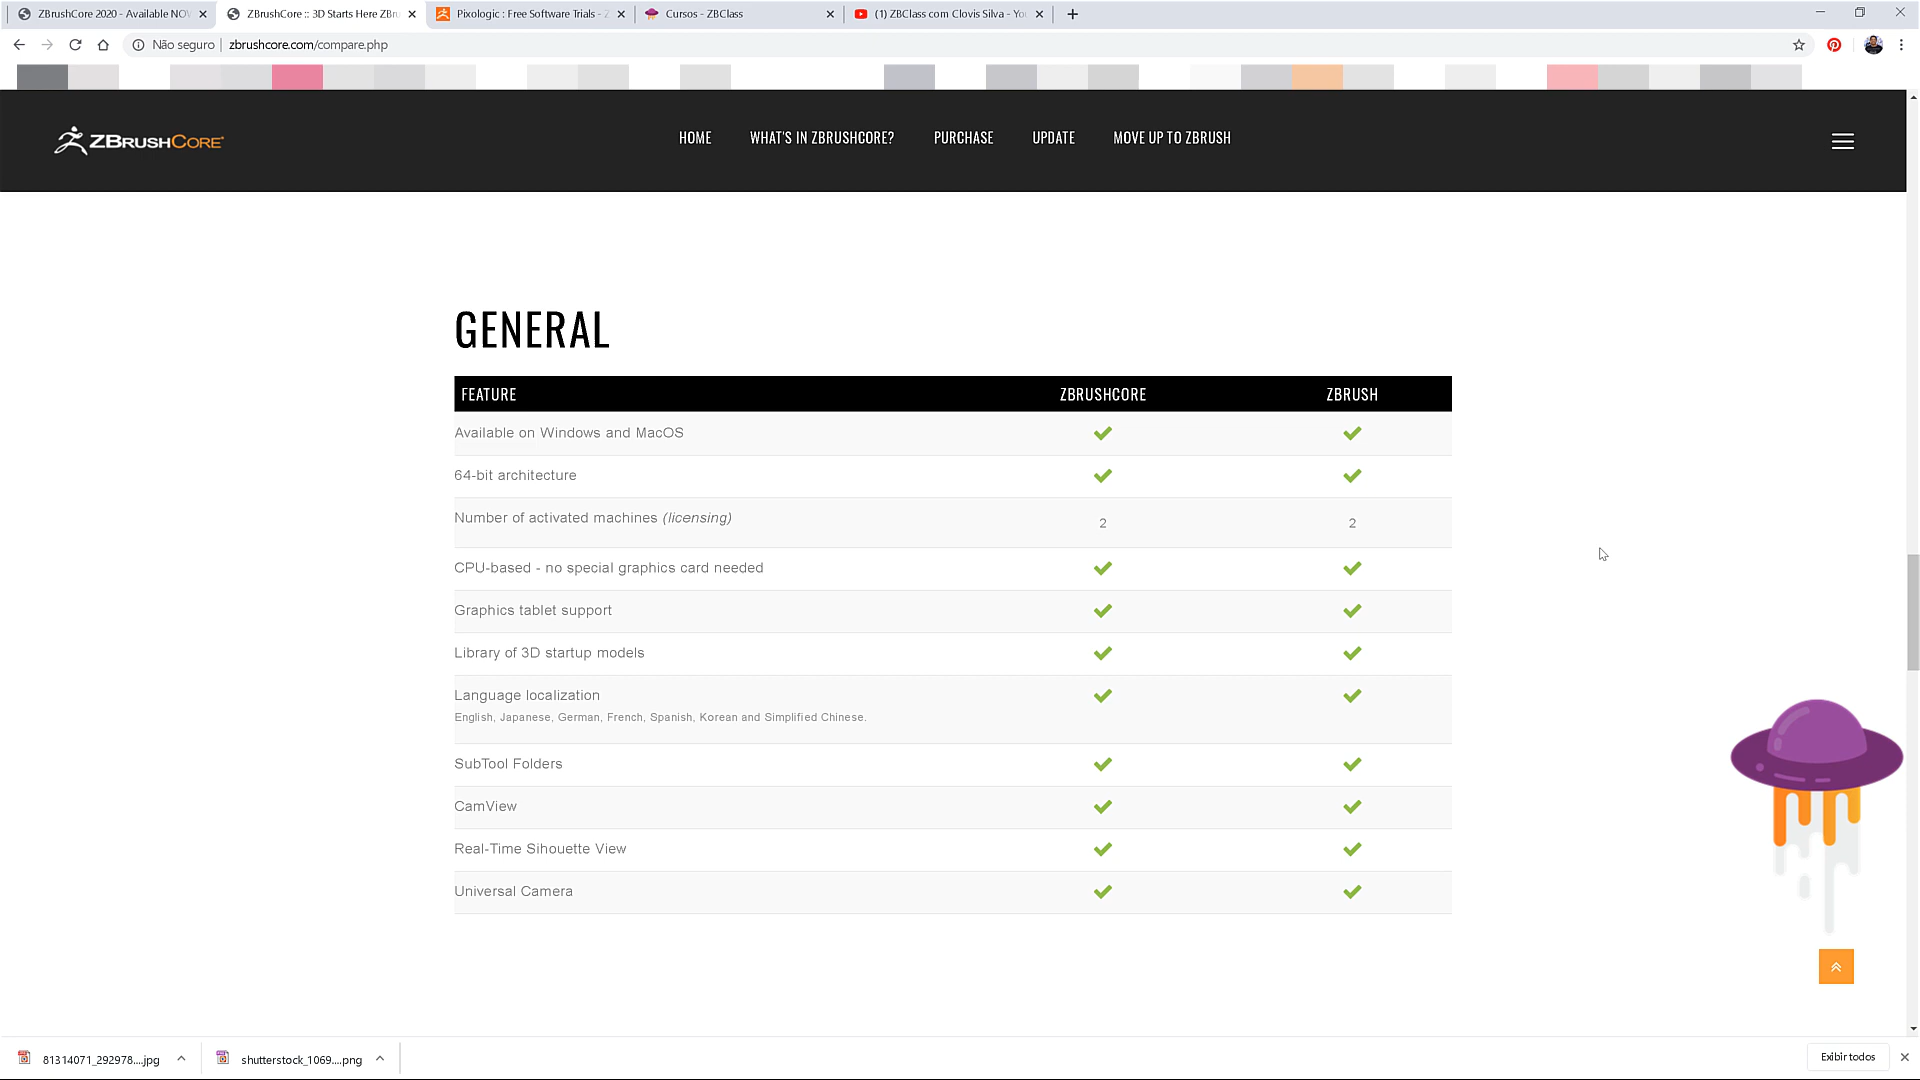 ZBrushCore 2020 - Available NOW
ZBrushCore :: 3D Starts Here ZBru
Pixologic : Free Software Trials - Z
Cursos - ZBClass
(1) ZBClass com Clovis Silva - You
Não seguro
zbrushcore.com/compare.php
ZBRUSHCORE
HOME
WHAT'S IN ZBRUSHCORE?
PURCHASE
UPDATE
MOVE UP TO ZBRUSH
GENERAL
FEATURE ZBRUSHCORE ZBRUSH
Available on Windows and MacOS
64-bit architecture
Number of activated machines (licensing) 2 2
CPU-based - no special graphics card needed
Graphics tablet support
Library of 3D startup models
Language localization
English, Japanese, German, French, Spanish, Korean and Simplified Chinese.
SubTool Folders
CamView
Real-Time Sihouette View
Universal Camera
81314071_292978....jpg
shutterstock_1069....png
Exibir todos